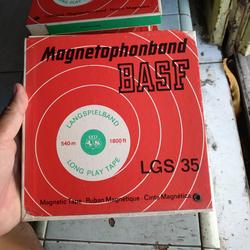 Magnetophonband
BASF
LANGSPIELBAND
540 m 1800 ft
LONG PLAY TAPE
LGS 35
Magnetic Tape · Ruban Magnétique · Cinta Magnética